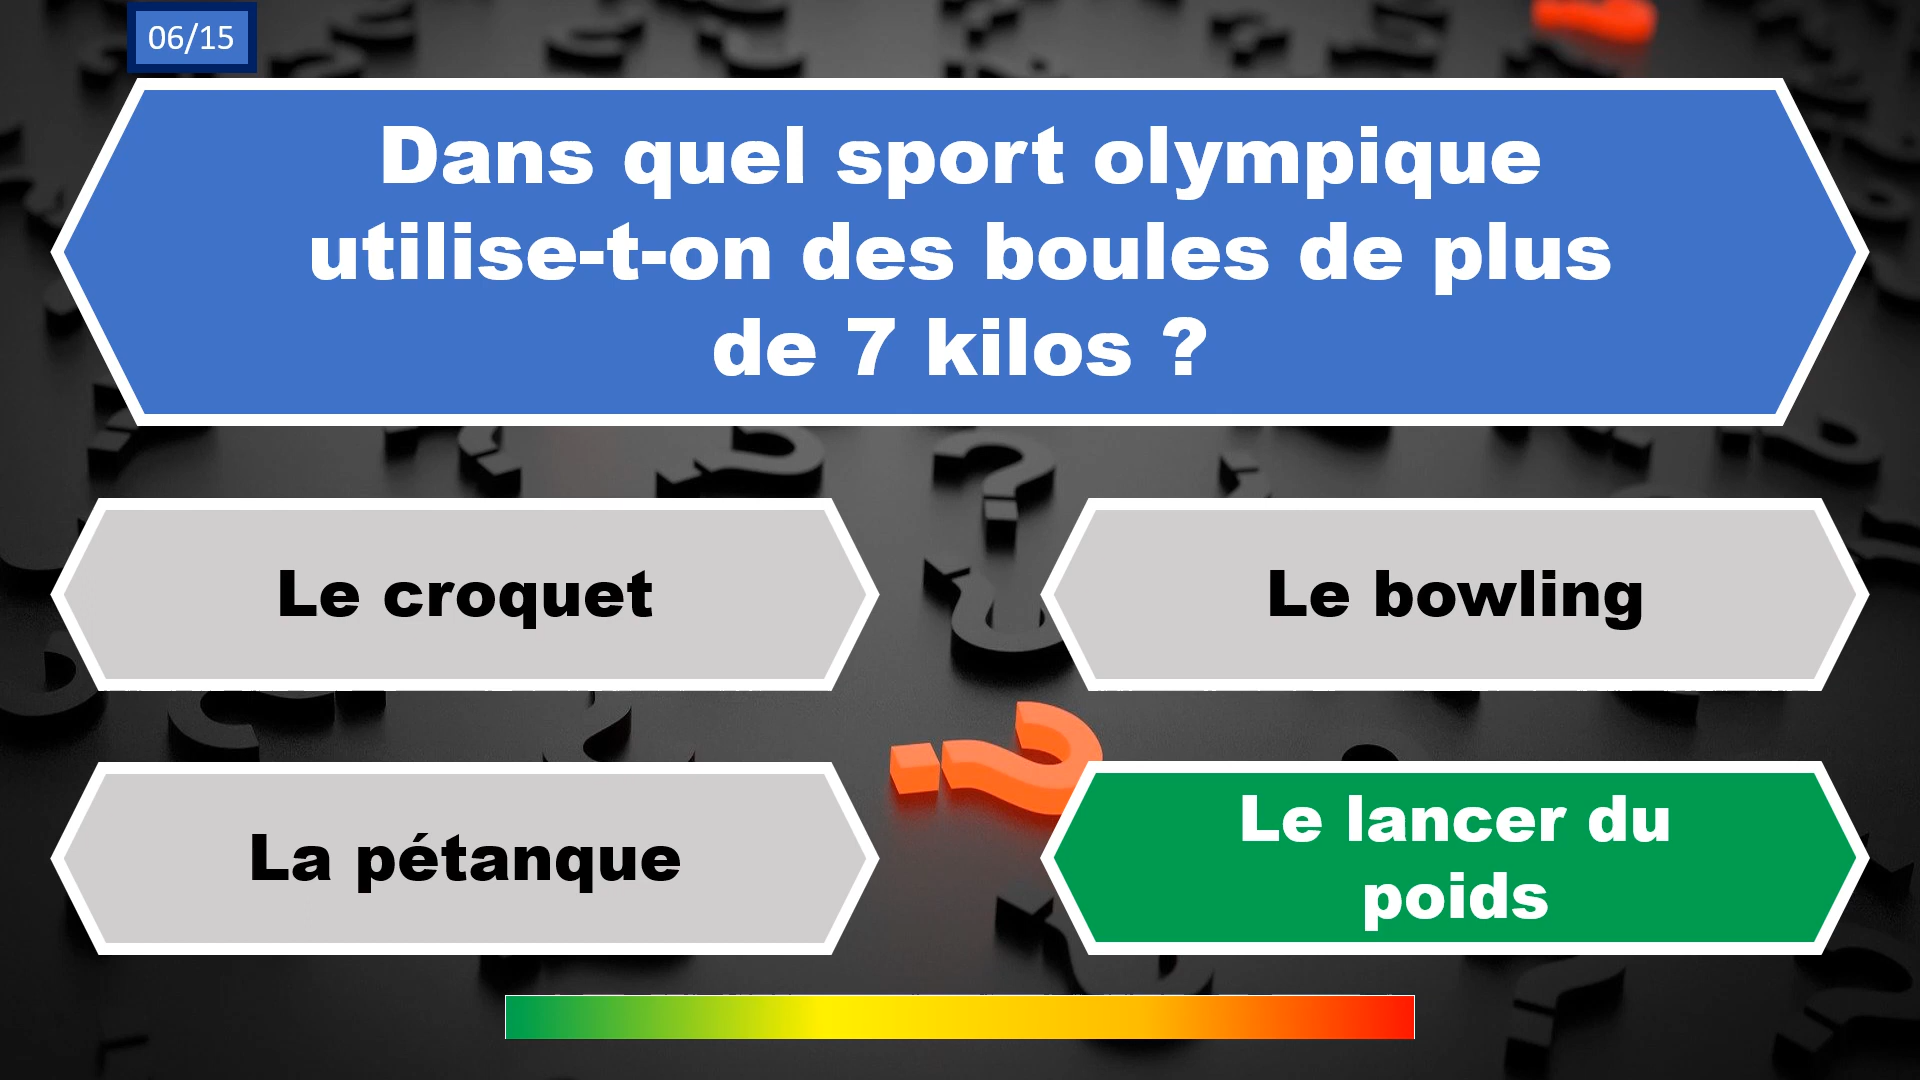 06/15
Dans quel sport olympique
utilise-t-on des boules de plus
de 7 kilos ?
Le croquet
Le bowling
La pétanque
Le lancer du
poids